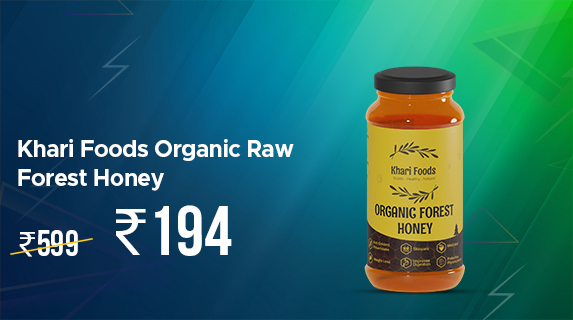 Khari Foods Organic Raw
Forest Honey
₹599
₹194
Khari Foods
ORGANIC FOREST
HONEY